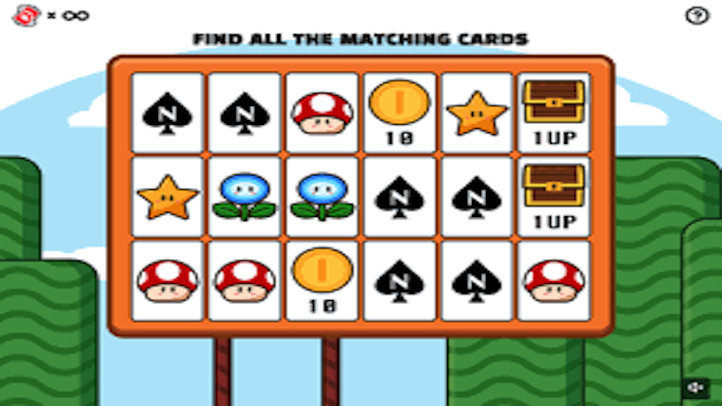 × ∞
?
FIND ALL THE MATCHING CARDS
N N 10 1UP
N N 1UP
10 N N